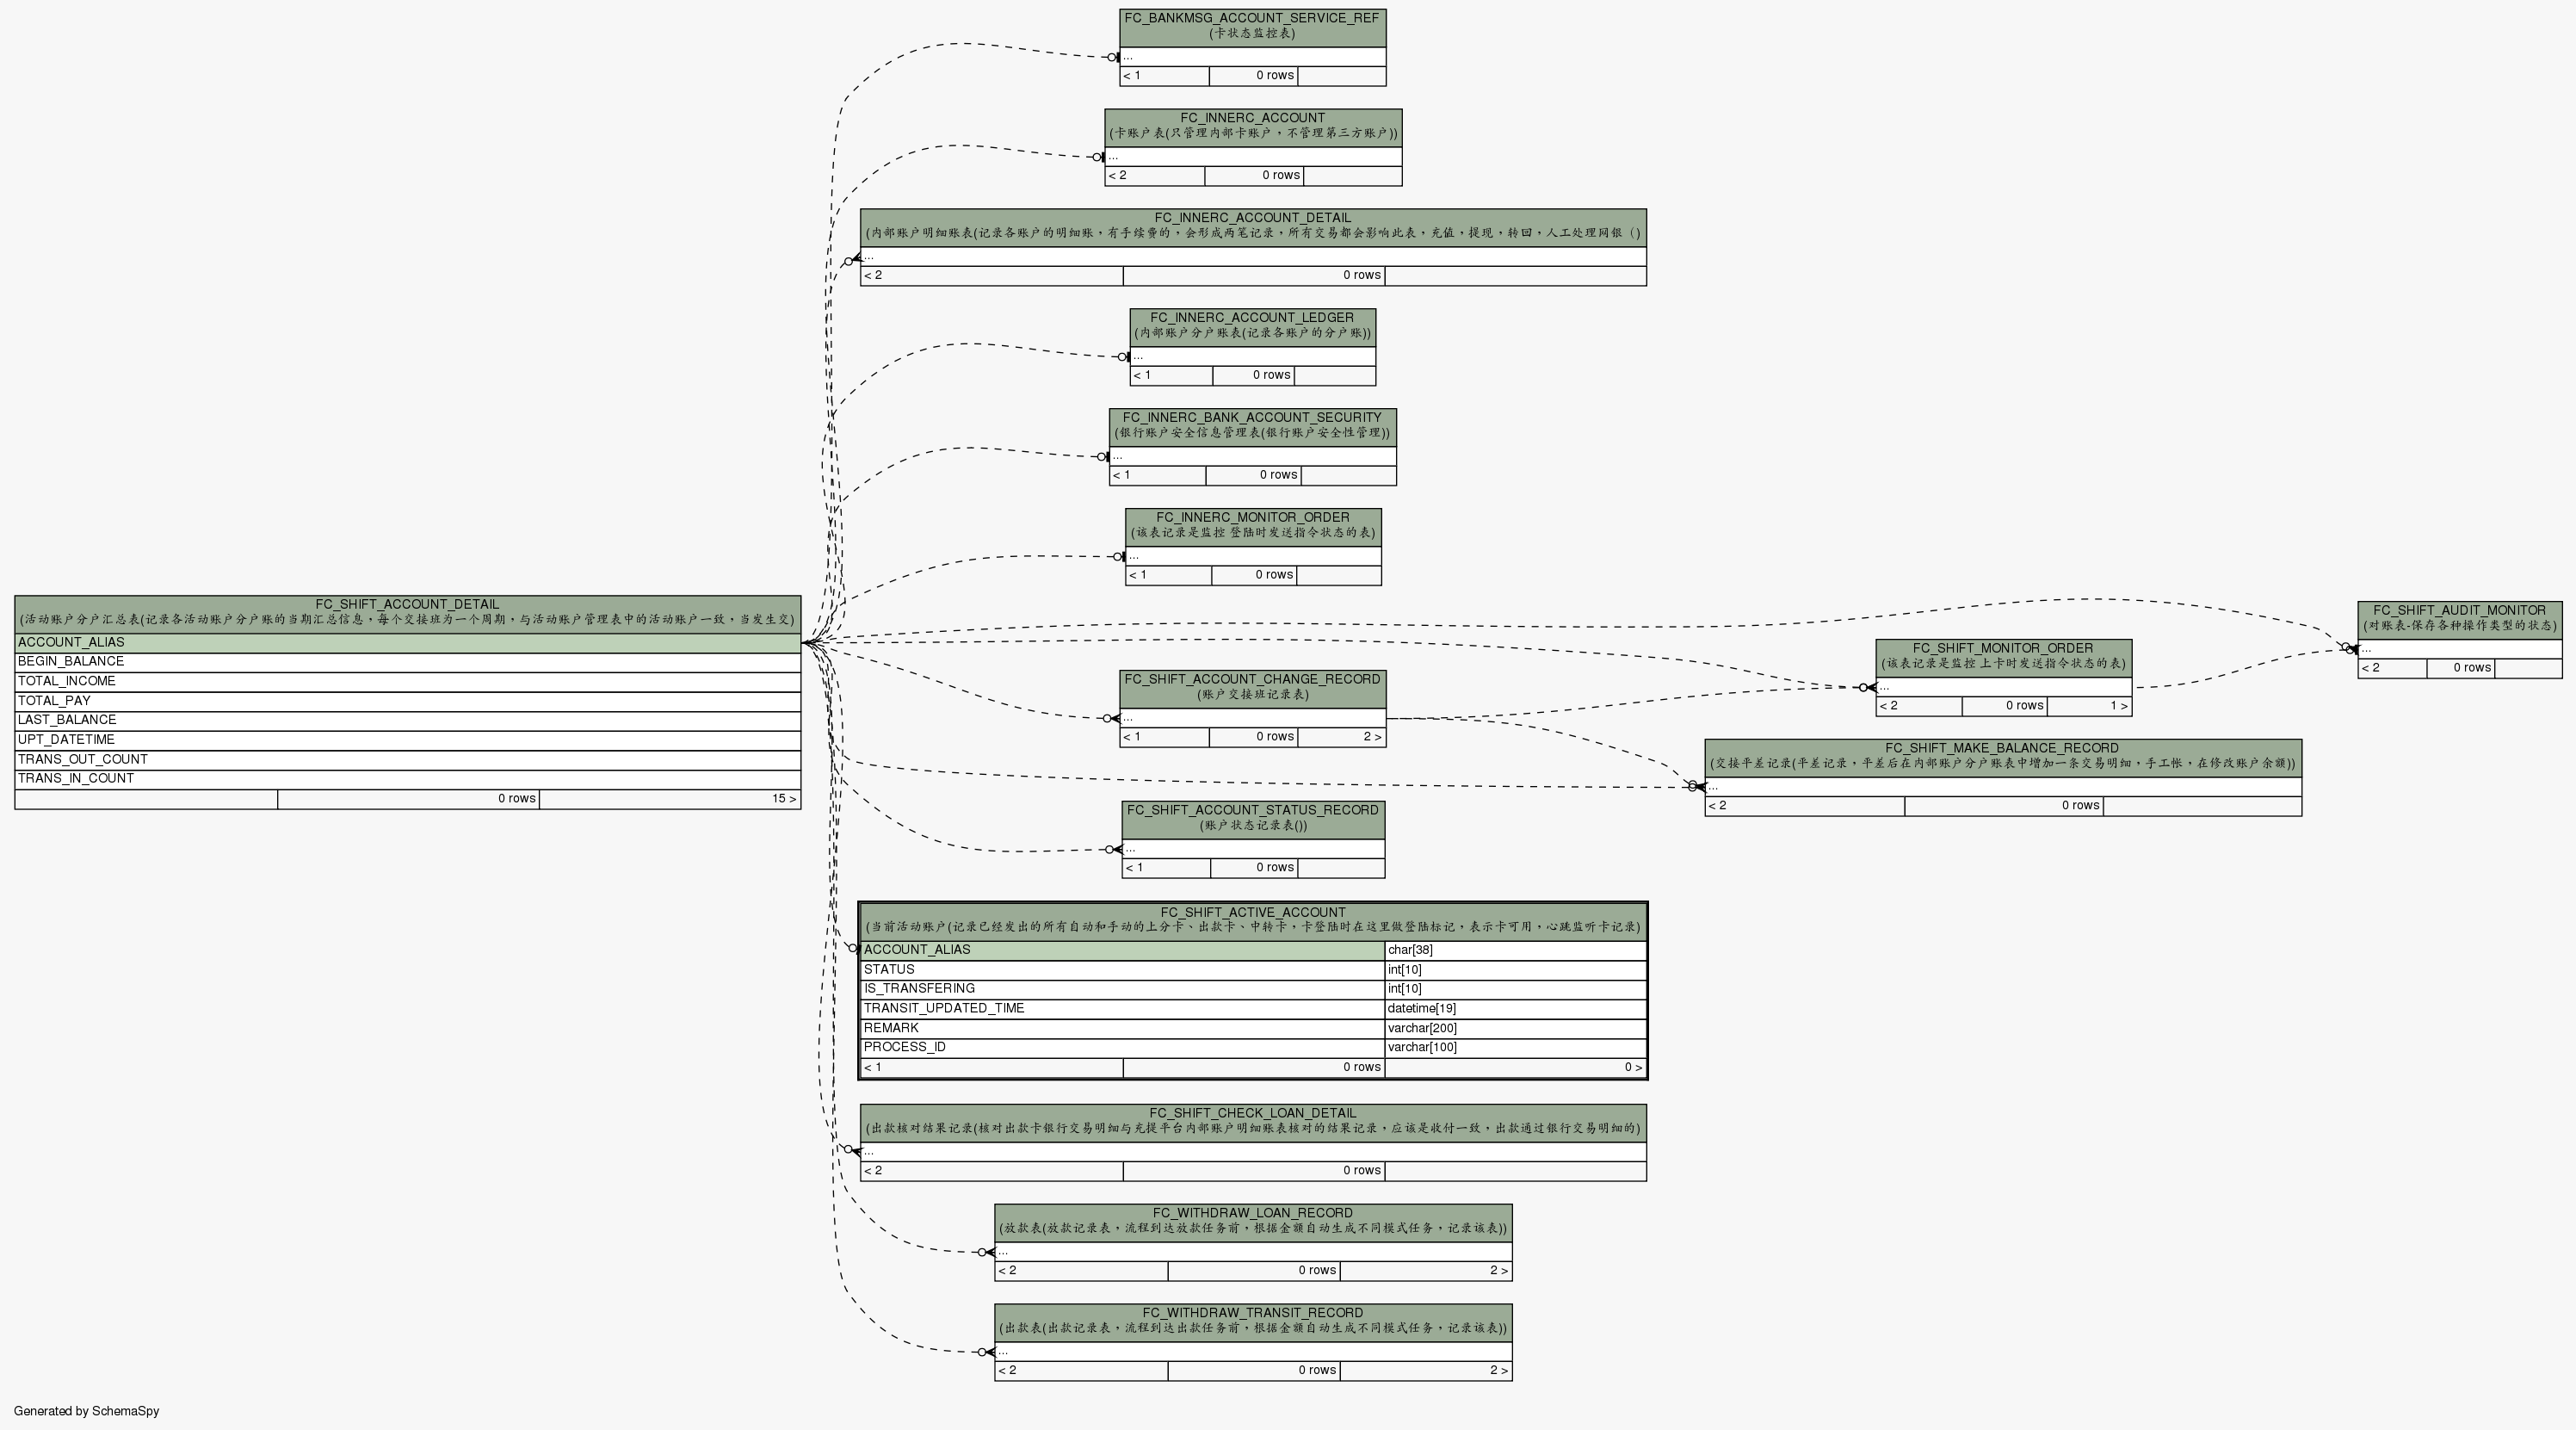 FC_BANKMSG_ACCOUNT_SERVICE_REF
(卡状态监控表)
...
< 1 0 rows
FC_INNERC_ACCOUNT
(卡账户表(只管理内部卡账户，不管理第三方账户))
...
< 2 0 rows
FC_INNERC_ACCOUNT_DETAIL
(内部账户明细账表(记录各账户的明细账，有手续费的，会形成两笔记录，所有交易都会影响此表，充值，提现，转回，人工处理网银（)
...
< 2 0 rows
FC_INNERC_ACCOUNT_LEDGER
(内部账户分户账表(记录各账户的分户账))
...
< 1 0 rows
FC_INNERC_BANK_ACCOUNT_SECURITY
(银行账户安全信息管理表(银行账户安全性管理))
...
< 1 0 rows
FC_INNERC_MONITOR_ORDER
(该表记录是监控 登陆时发送指令状态的表)
...
< 1 0 rows
FC_SHIFT_ACCOUNT_DETAIL
(活动账户分户汇总表(记录各活动账户分户账的当期汇总信息，每个交接班为一个周期，与活动账户管理表中的活动账户一致，当发生交)
ACCOUNT_ALIAS
BEGIN_BALANCE
TOTAL_INCOME
TOTAL_PAY
LAST_BALANCE
UPT_DATETIME
TRANS_OUT_COUNT
TRANS_IN_COUNT
0 rows 15 >
FC_SHIFT_AUDIT_MONITOR
(对账表-保存各种操作类型的状态)
...
< 2 0 rows
FC_SHIFT_MONITOR_ORDER
(该表记录是监控 上卡时发送指令状态的表)
...
< 2 0 rows 1 >
FC_SHIFT_ACCOUNT_CHANGE_RECORD
(账户交接班记录表)
...
< 1 0 rows 2 >
FC_SHIFT_MAKE_BALANCE_RECORD
(交接平差记录(平差记录，平差后在内部账户分户账表中增加一条交易明细，手工帐，在修改账户余额))
...
< 2 0 rows
FC_SHIFT_ACCOUNT_STATUS_RECORD
(账户状态记录表())
...
< 1 0 rows
FC_SHIFT_ACTIVE_ACCOUNT
(当前活动账户(记录已经发出的所有自动和手动的上分卡、出款卡、中转卡，卡登陆时在这里做登陆标记，表示卡可用，心跳监听卡记录)
ACCOUNT_ALIAS char[38]
STATUS int[10]
IS_TRANSFERING int[10]
TRANSIT_UPDATED_TIME datetime[19]
REMARK varchar[200]
PROCESS_ID varchar[100]
< 1 0 rows 0 >
FC_SHIFT_CHECK_LOAN_DETAIL
(出款核对结果记录(核对出款卡银行交易明细与充提平台内部账户明细账表核对的结果记录，应该是收付一致，出款通过银行交易明细的)
...
< 2 0 rows
FC_WITHDRAW_LOAN_RECORD
(放款表(放款记录表，流程到达放款任务前，根据金额自动生成不同模式任务，记录该表))
...
< 2 0 rows 2 >
FC_WITHDRAW_TRANSIT_RECORD
(出款表(出款记录表，流程到达出款任务前，根据金额自动生成不同模式任务，记录该表))
...
< 2 0 rows 2 >
Generated by SchemaSpy